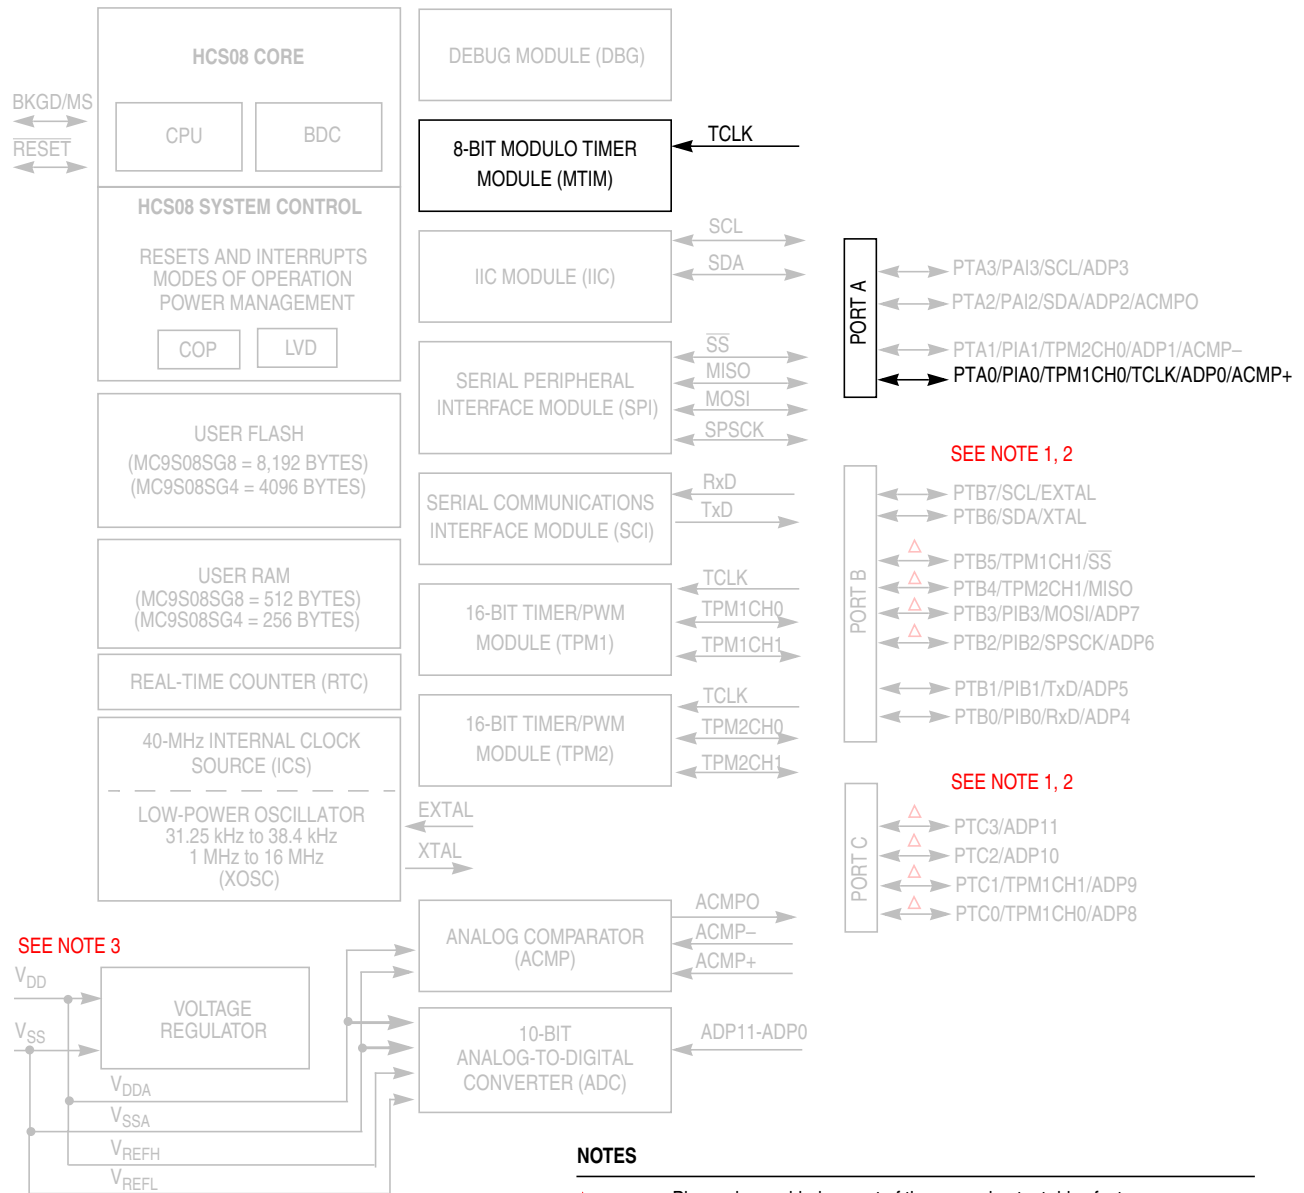 HCS08 CORE
CPU
BDC
BKGD/MS
RESET
HCS08 SYSTEM CONTROL
RESETS AND INTERRUPTS
MODES OF OPERATION
POWER MANAGEMENT
COP
LVD
USER FLASH
(MC9S08SG8 = 8,192 BYTES)
(MC9S08SG4 = 4096 BYTES)
USER RAM
(MC9S08SG8 = 512 BYTES)
(MC9S08SG4 = 256 BYTES)
REAL-TIME COUNTER (RTC)
40-MHz INTERNAL CLOCK
SOURCE (ICS)
LOW-POWER OSCILLATOR
31.25 kHz to 38.4 kHz
1 MHz to 16 MHz
(XOSC)
EXTAL
XTAL
SEE NOTE 3
VDD
VSS
VOLTAGE
REGULATOR
VDDA
VSSA
VREFH
VREFL
DEBUG MODULE (DBG)
8-BIT MODULO TIMER
MODULE (MTIM)
TCLK
IIC MODULE (IIC)
SCL
SDA
SERIAL PERIPHERAL
INTERFACE MODULE (SPI)
SS
MISO
MOSI
SPSCK
SERIAL COMMUNICATIONS
INTERFACE MODULE (SCI)
RxD
TxD
16-BIT TIMER/PWM
MODULE (TPM1)
TCLK
TPM1CH0
TPM1CH1
16-BIT TIMER/PWM
MODULE (TPM2)
TCLK
TPM2CH0
TPM2CH1
ANALOG COMPARATOR
(ACMP)
ACMPO
ACMP–
ACMP+
10-BIT
ANALOG-TO-DIGITAL
CONVERTER (ADC)
ADP11-ADP0
PORT A
PTA3/PAI3/SCL/ADP3
PTA2/PAI2/SDA/ADP2/ACMPO
PTA1/PIA1/TPM2CH0/ADP1/ACMP–
PTA0/PIA0/TPM1CH0/TCLK/ADP0/ACMP+
SEE NOTE 1, 2
PORT B
PTB7/SCL/EXTAL
PTB6/SDA/XTAL
PTB5/TPM1CH1/SS
PTB4/TPM2CH1/MISO
PTB3/PIB3/MOSI/ADP7
PTB2/PIB2/SPSCK/ADP6
PTB1/PIB1/TxD/ADP5
PTB0/PIB0/RxD/ADP4
SEE NOTE 1, 2
PORT C
PTC3/ADP11
PTC2/ADP10
PTC1/TPM1CH1/ADP9
PTC0/TPM1CH0/ADP8
NOTES